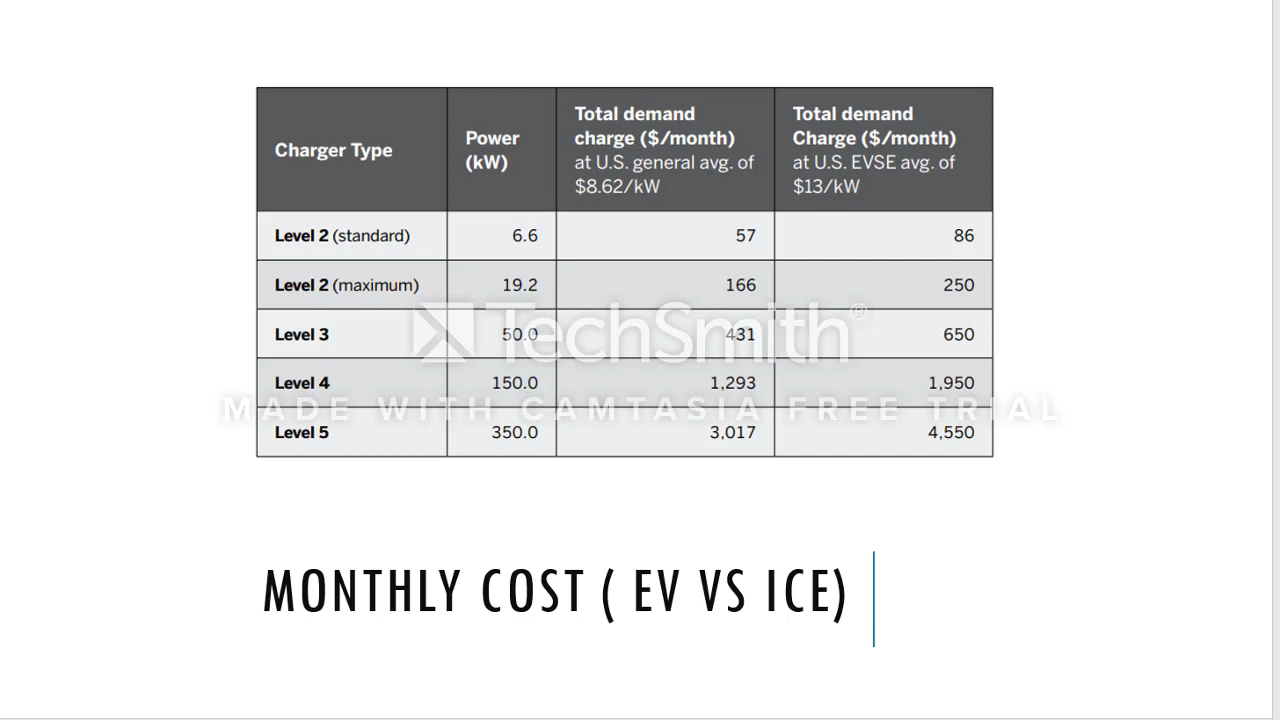 Charger Type
Power
(kW)
Total demand
charge ($/month)
at U.S. general avg. of
$8.62/kW
Total demand
Charge ($/month)
at U.S. EVSE avg. of
$13/kW
Level 2 (standard) 6.6 57 86
Level 2 (maximum) 19.2 166 250
Level 3 50.0 431 650
TechSmith®
Level 4 150.0 1,293 1,950
MADE WITH CAMTASIA FREE TRIAL
Level 5 350.0 3,017 4,550
MONTHLY COST ( EV VS ICE)